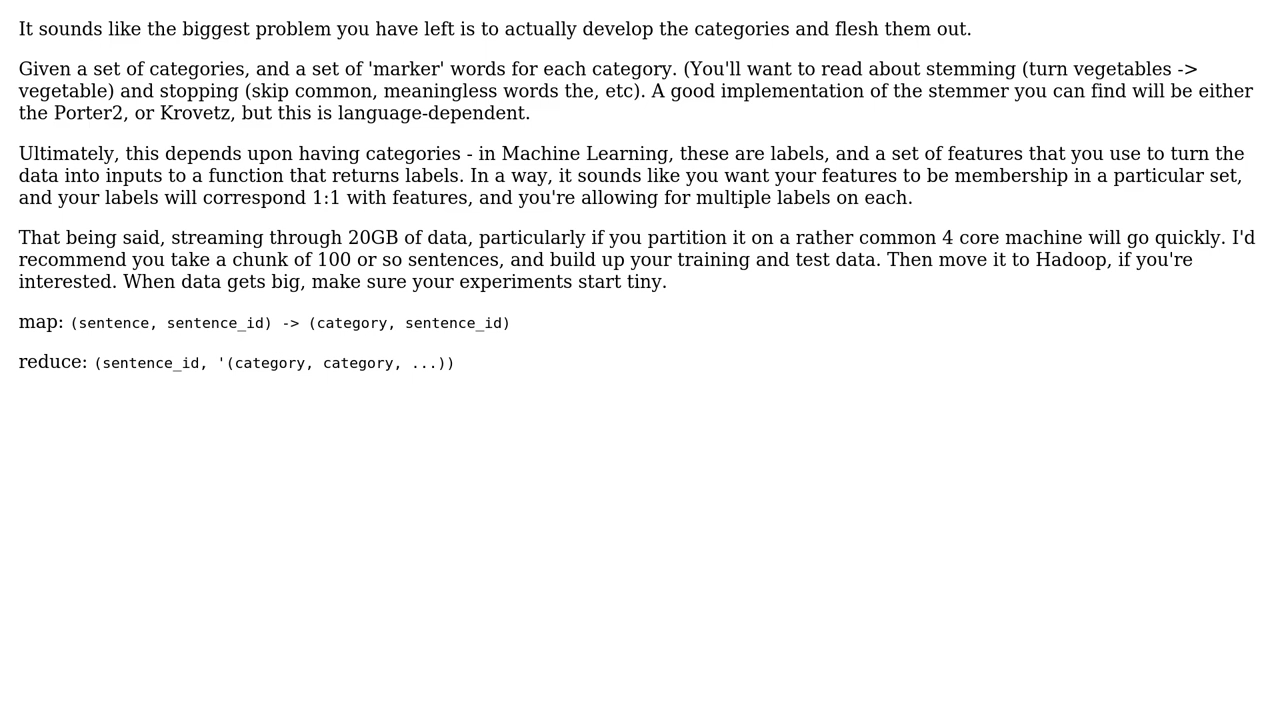 It sounds like the biggest problem you have left is to actually develop the categories and flesh them out.
Given a set of categories, and a set of 'marker' words for each category. (You'll want to read about stemming (turn vegetables ->
vegetable) and stopping (skip common, meaningless words the, etc). A good implementation of the stemmer you can find will be either
the Porter2, or Krovetz, but this is language-dependent.
Ultimately, this depends upon having categories - in Machine Learning, these are labels, and a set of features that you use to turn the
data into inputs to a function that returns labels. In a way, it sounds like you want your features to be membership in a particular set,
and your labels will correspond 1:1 with features, and you're allowing for multiple labels on each.
That being said, streaming through 20GB of data, particularly if you partition it on a rather common 4 core machine will go quickly. I'd
recommend you take a chunk of 100 or so sentences, and build up your training and test data. Then move it to Hadoop, if you're
interested. When data gets big, make sure your experiments start tiny.
map: (sentence, sentence_id) -> (category, sentence_id)
reduce: (sentence_id, '(category, category, ...))